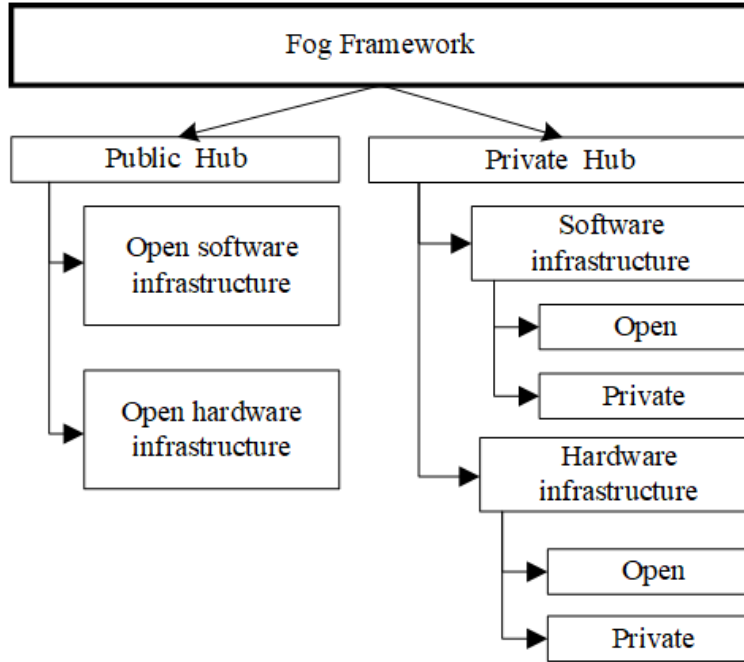 Fog Framework
Public Hub
Open software
infrastructure
Open hardware
infrastructure
Private Hub
Software
infrastructure
Open
Private
Hardware
infrastructure
Open
Private